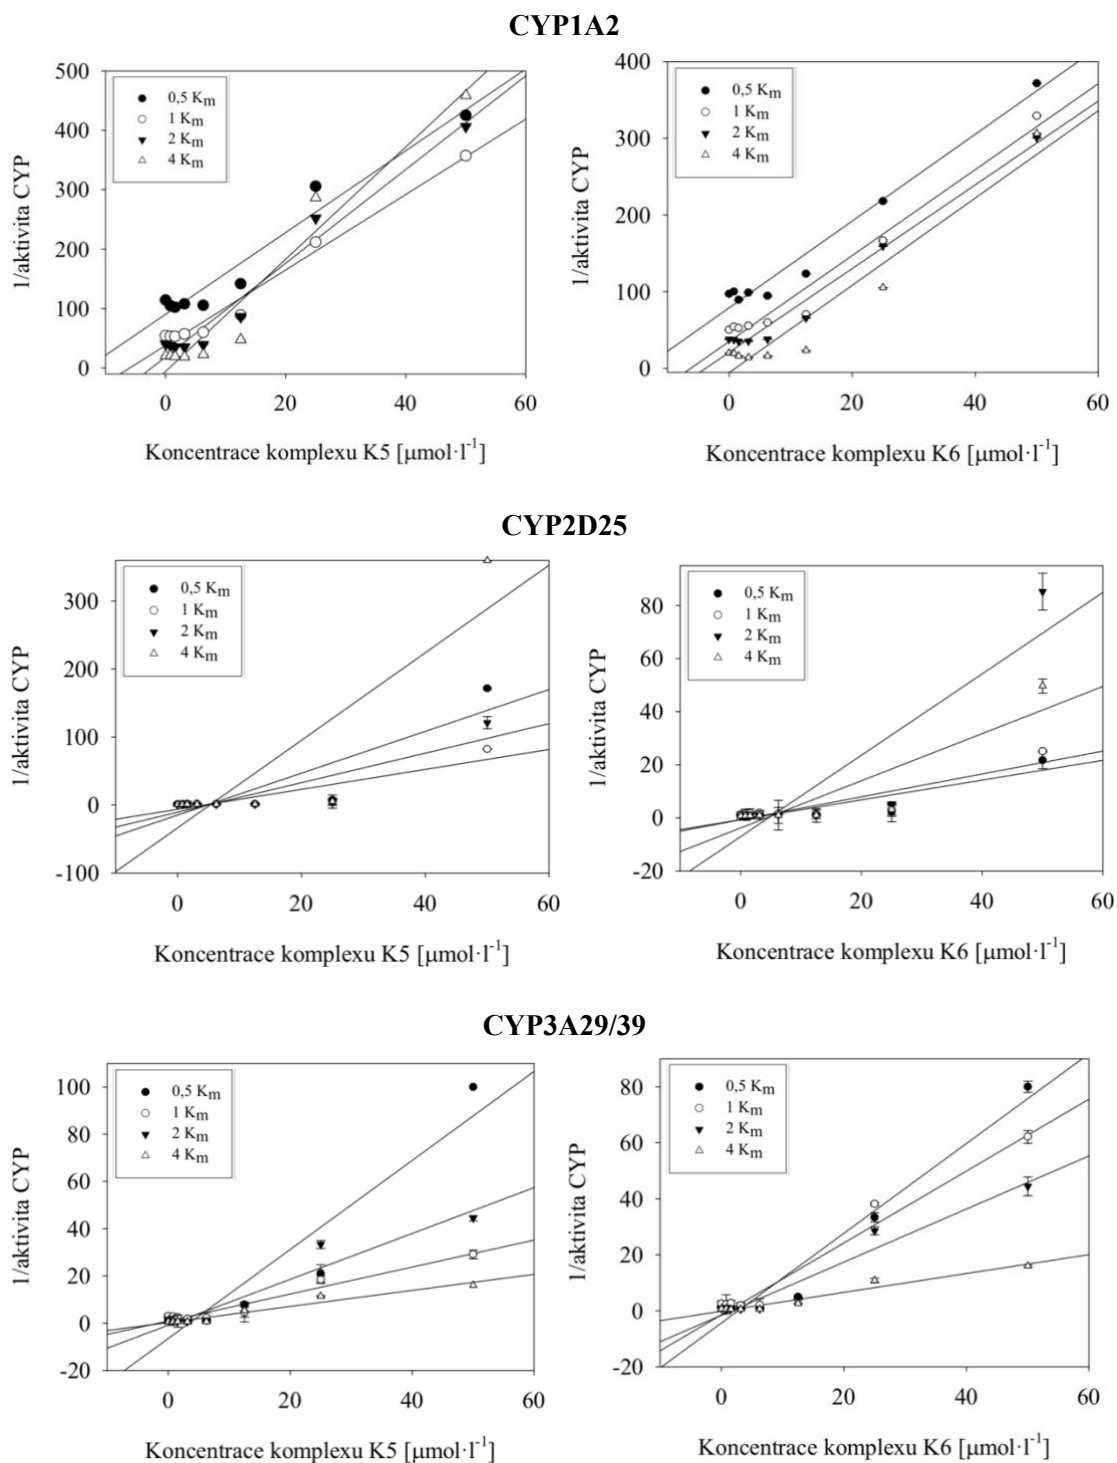 CYP1A2
500
400
300
200
100
0
0,5 Km
1 Km
2 Km
4 Km
1/aktivita CYP
0 20 40 60
Koncentrace komplexu K5 [μmol·l⁻¹]
400
300
200
100
0
0,5 Km
1 Km
2 Km
4 Km
1/aktivita CYP
0 20 40 60
Koncentrace komplexu K6 [μmol·l⁻¹]
CYP2D25
300
200
100
0
-100
0,5 Km
1 Km
2 Km
4 Km
1/aktivita CYP
0 20 40 60
Koncentrace komplexu K5 [μmol·l⁻¹]
80
60
40
20
0
-20
0,5 Km
1 Km
2 Km
4 Km
1/aktivita CYP
0 20 40 60
Koncentrace komplexu K6 [μmol·l⁻¹]
CYP3A29/39
100
80
60
40
20
0
-20
0,5 Km
1 Km
2 Km
4 Km
1/aktivita CYP
0 20 40 60
Koncentrace komplexu K5 [μmol·l⁻¹]
80
60
40
20
0
-20
0,5 Km
1 Km
2 Km
4 Km
1/aktivita CYP
0 20 40 60
Koncentrace komplexu K6 [μmol·l⁻¹]